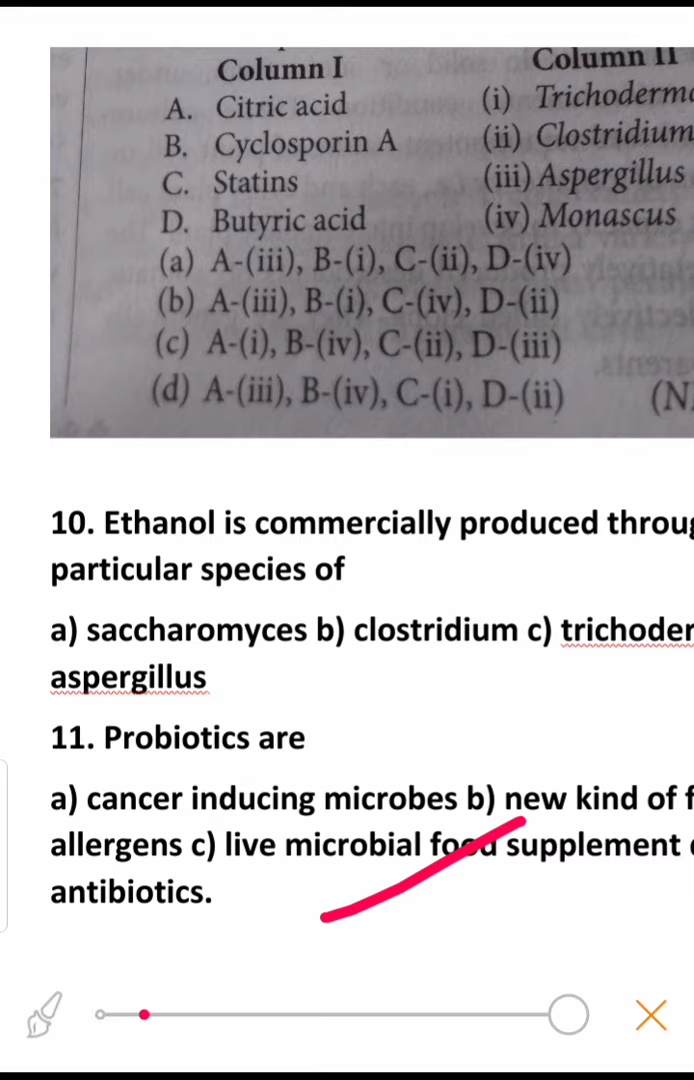 Column I Column II
A. Citric acid (i) Trichoderma
B. Cyclosporin A (ii) Clostridium
C. Statins (iii) Aspergillus
D. Butyric acid (iv) Monascus
(a) A-(iii), B-(i), C-(ii), D-(iv)
(b) A-(iii), B-(i), C-(iv), D-(ii)
(c) A-(i), B-(iv), C-(ii), D-(iii)
(d) A-(iii), B-(iv), C-(i), D-(ii) (N
10. Ethanol is commercially produced throug
particular species of
a) saccharomyces b) clostridium c) trichoder
aspergillus
11. Probiotics are
a) cancer inducing microbes b) new kind of f
allergens c) live microbial food supplement
antibiotics.